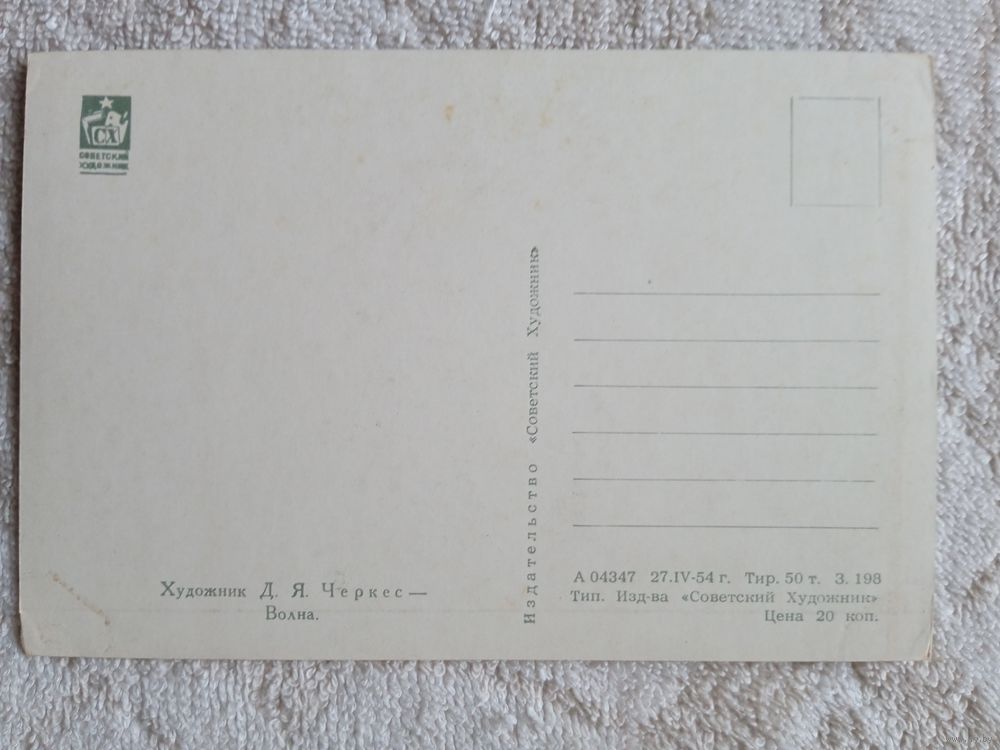 СХ
СОВЕТСКИЙ
ХУДОЖНИК
Художник Д. Я. Черкес —
Волна.
Издательство «Советский Художник»
А 04347 27.IV-54 г. Тир. 50 т. З. 198
Тип. Изд-ва «Советский Художник»
Цена 20 коп.